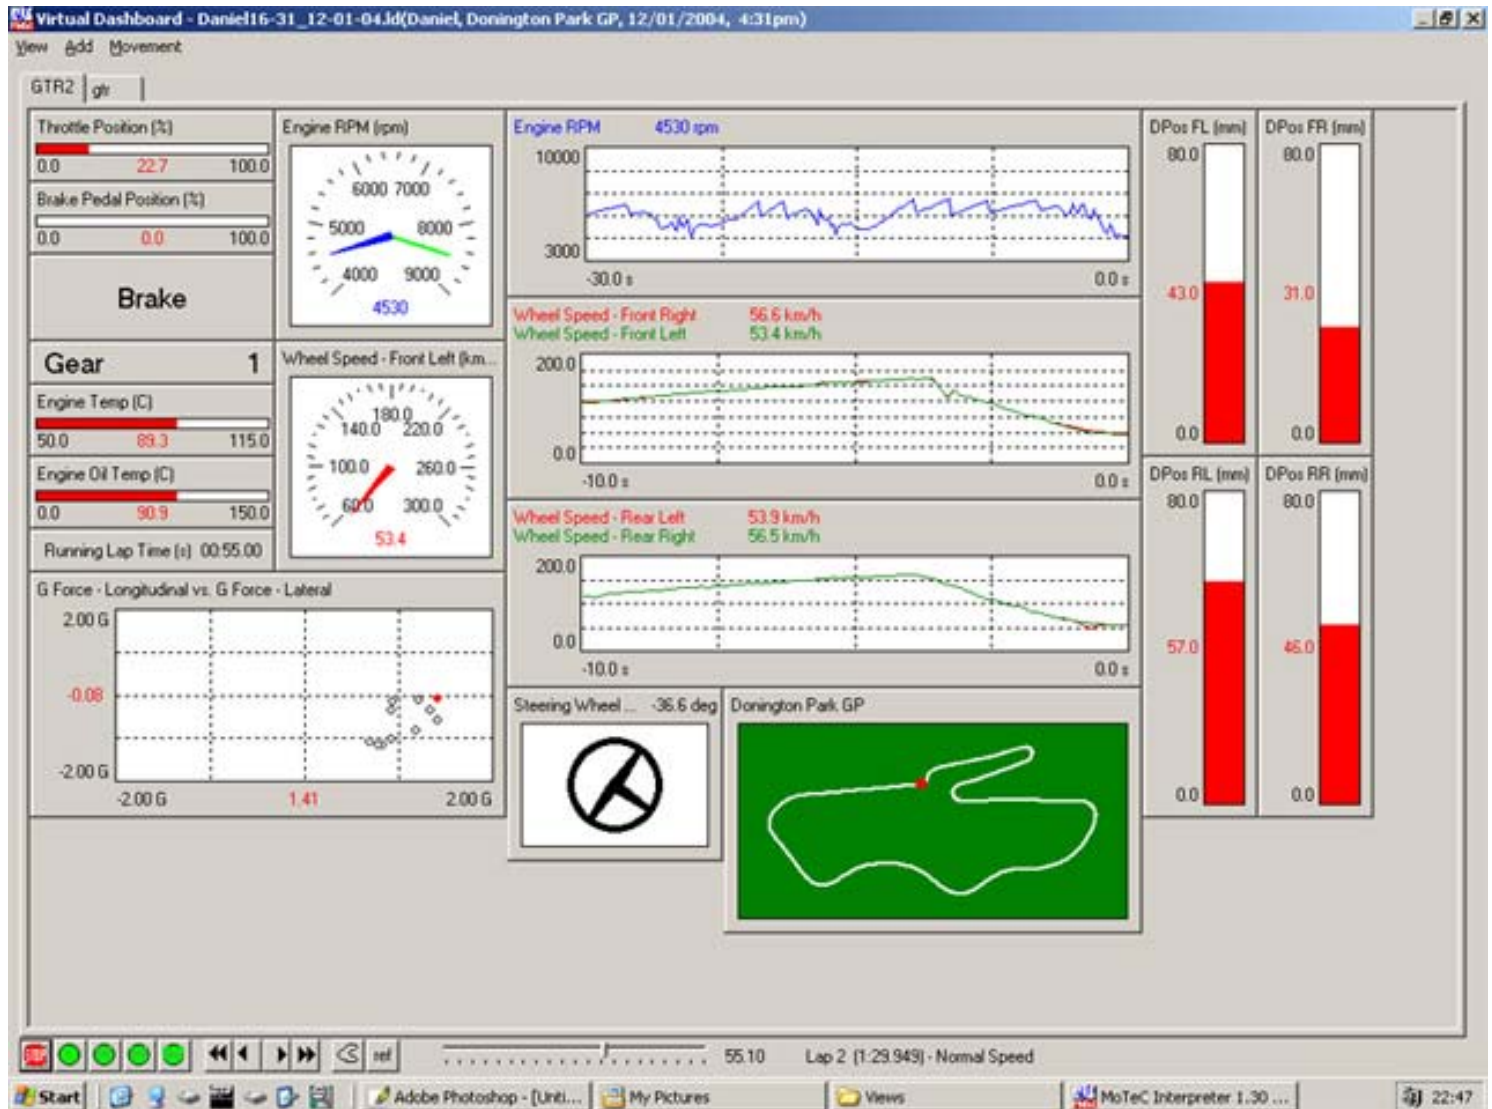 Virtual Dashboard - Daniel16-31_12-01-04.ld(Daniel, Donington Park GP, 12/01/2004, 4:31pm)
View Add Movement
GTR2 gtr
Throttle Position (%)
0.0 22.7 100.0
Brake Pedal Position (%)
0.0 0.0 100.0
Brake
Gear 1
Engine Temp (C)
50.0 89.3 115.0
Engine Oil Temp (C)
0.0 90.9 150.0
Running Lap Time (s) 00:55.00
Engine RPM (rpm)
6000 7000
5000 8000
4000 9000
4530
Wheel Speed - Front Left (km...
180.0
140.0 220.0
100.0 260.0
60.0 300.0
53.4
Engine RPM 4530 rpm
10000
3000
-30.0 s 0.0 s
Wheel Speed - Front Right 56.6 km/h
Wheel Speed - Front Left 53.4 km/h
200.0
0.0
-10.0 s 0.0 s
Wheel Speed - Rear Left 53.9 km/h
Wheel Speed - Rear Right 56.5 km/h
200.0
0.0
-10.0 s 0.0 s
DPos FL (mm)
80.0
43.0
0.0
DPos FR (mm)
80.0
31.0
0.0
DPos RL (mm)
80.0
57.0
0.0
DPos RR (mm)
80.0
46.0
0.0
G Force - Longitudinal vs. G Force - Lateral
2.00 G
-0.08
-2.00 G
-2.00 G 1.41 2.00 G
Steering Wheel ... -36.6 deg
Donington Park GP
STOP
ref
55.10 Lap 2 (1:29.949) - Normal Speed
Start Adobe Photoshop - [Unti... My Pictures Views MoTeC Interpreter 1.30 ... 22:47